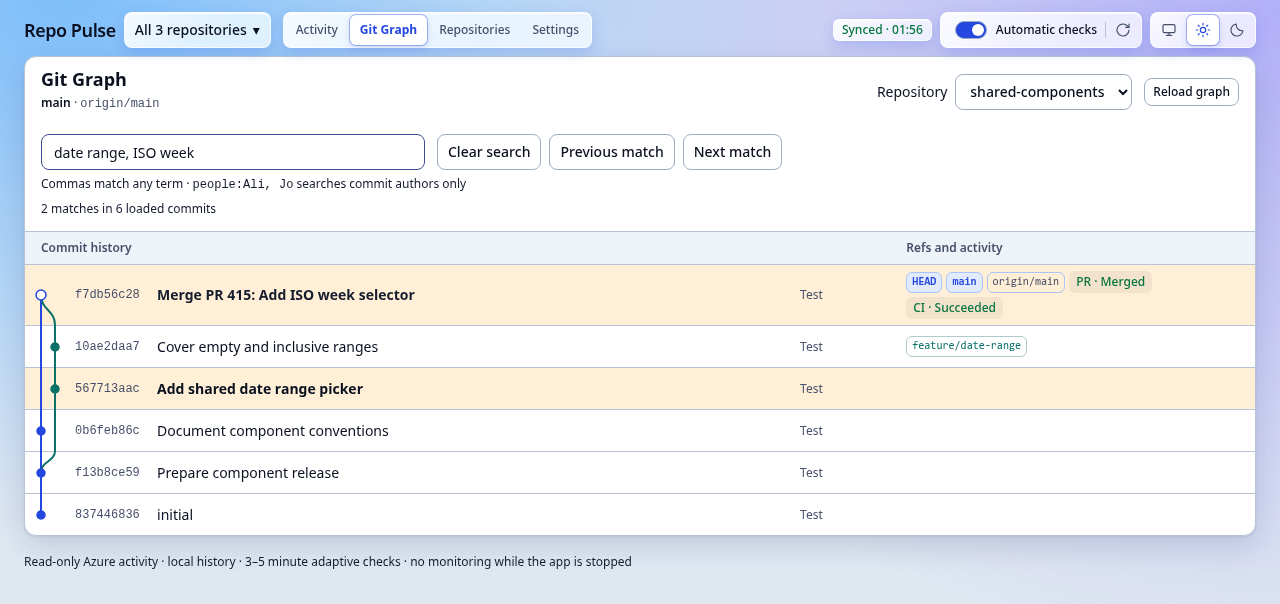 Repo Pulse
All 3 repositories ▾
Activity
Git Graph
Repositories
Settings
Synced · 01:56
Automatic checks
Git Graph
main · origin/main
Repository
shared-components
Reload graph
date range, ISO week
Clear search
Previous match
Next match
Commas match any term · people:Ali, Jo searches commit authors only
2 matches in 6 loaded commits
Commit history
Refs and activity
f7db56c28 Merge PR 415: Add ISO week selector Test HEAD main origin/main PR · Merged
CI · Succeeded
10ae2daa7 Cover empty and inclusive ranges Test feature/date-range
567713aac Add shared date range picker Test
0b6feb86c Document component conventions Test
f13b8ce59 Prepare component release Test
837446836 initial Test
Read-only Azure activity · local history · 3–5 minute adaptive checks · no monitoring while the app is stopped